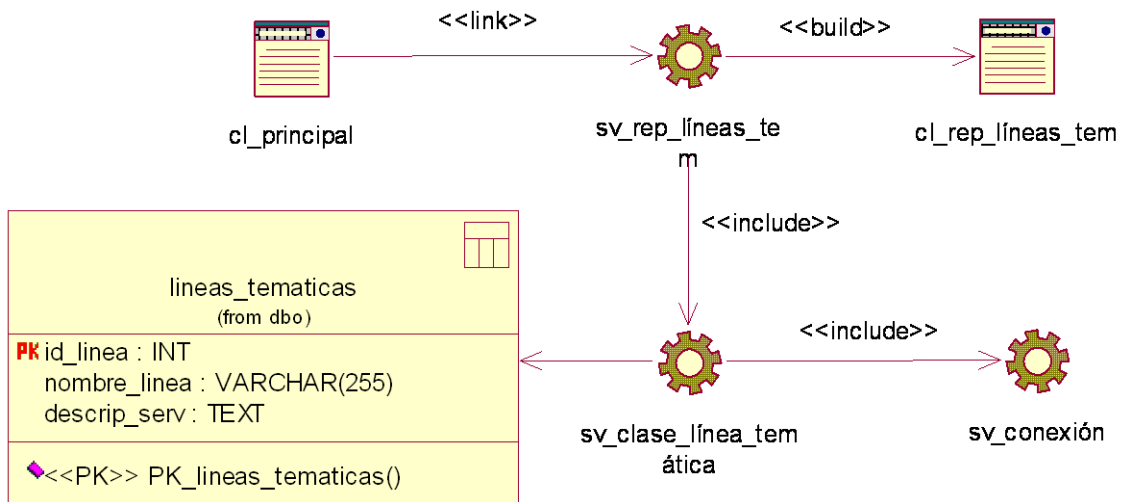 <<link>>
<<build>>
cl_principal
sv_rep_líneas_te
m
cl_rep_líneas_tem
<<include>>
lineas_tematicas
(from dbo)
PK id_linea : INT
nombre_linea : VARCHAR(255)
descrip_serv : TEXT
<<PK>> PK_lineas_tematicas()
<<include>>
sv_clase_línea_tem
ática
sv_conexión